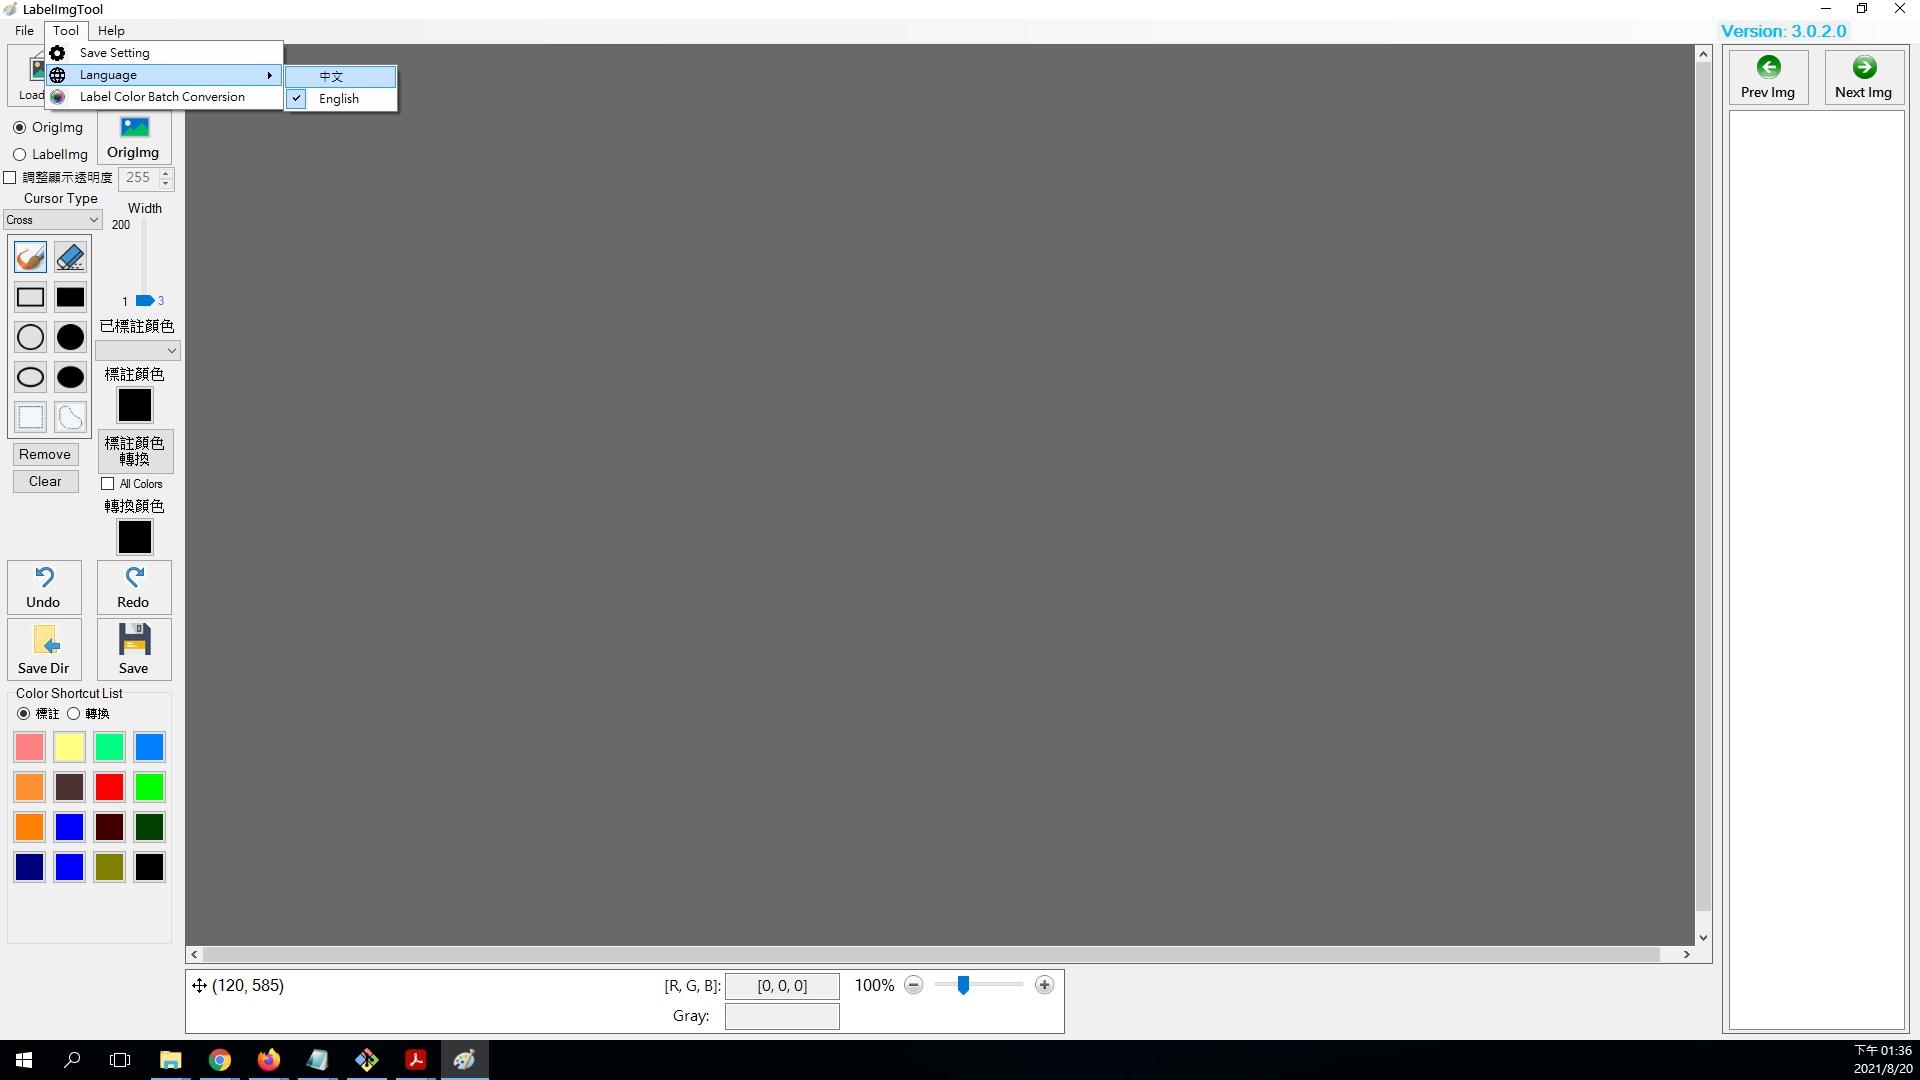 LabelImgTool
File Tool Help
Version: 3.0.2.0
Save Setting
Language
中文
English
Label Color Batch Conversion
Load
Prev Img
Next Img
OrigImg
LabelImg
OrigImg
調整顯示透明度 255
Cursor Type
Cross
Width
200
1 3
已標註顏色
標註顏色
標註顏色
轉換
Remove
Clear
All Colors
轉換顏色
Undo
Redo
Save Dir
Save
Color Shortcut List
標註 轉換
(120, 585)
[R, G, B]: [0, 0, 0]
100%
Gray:
下午 01:36
2021/8/20